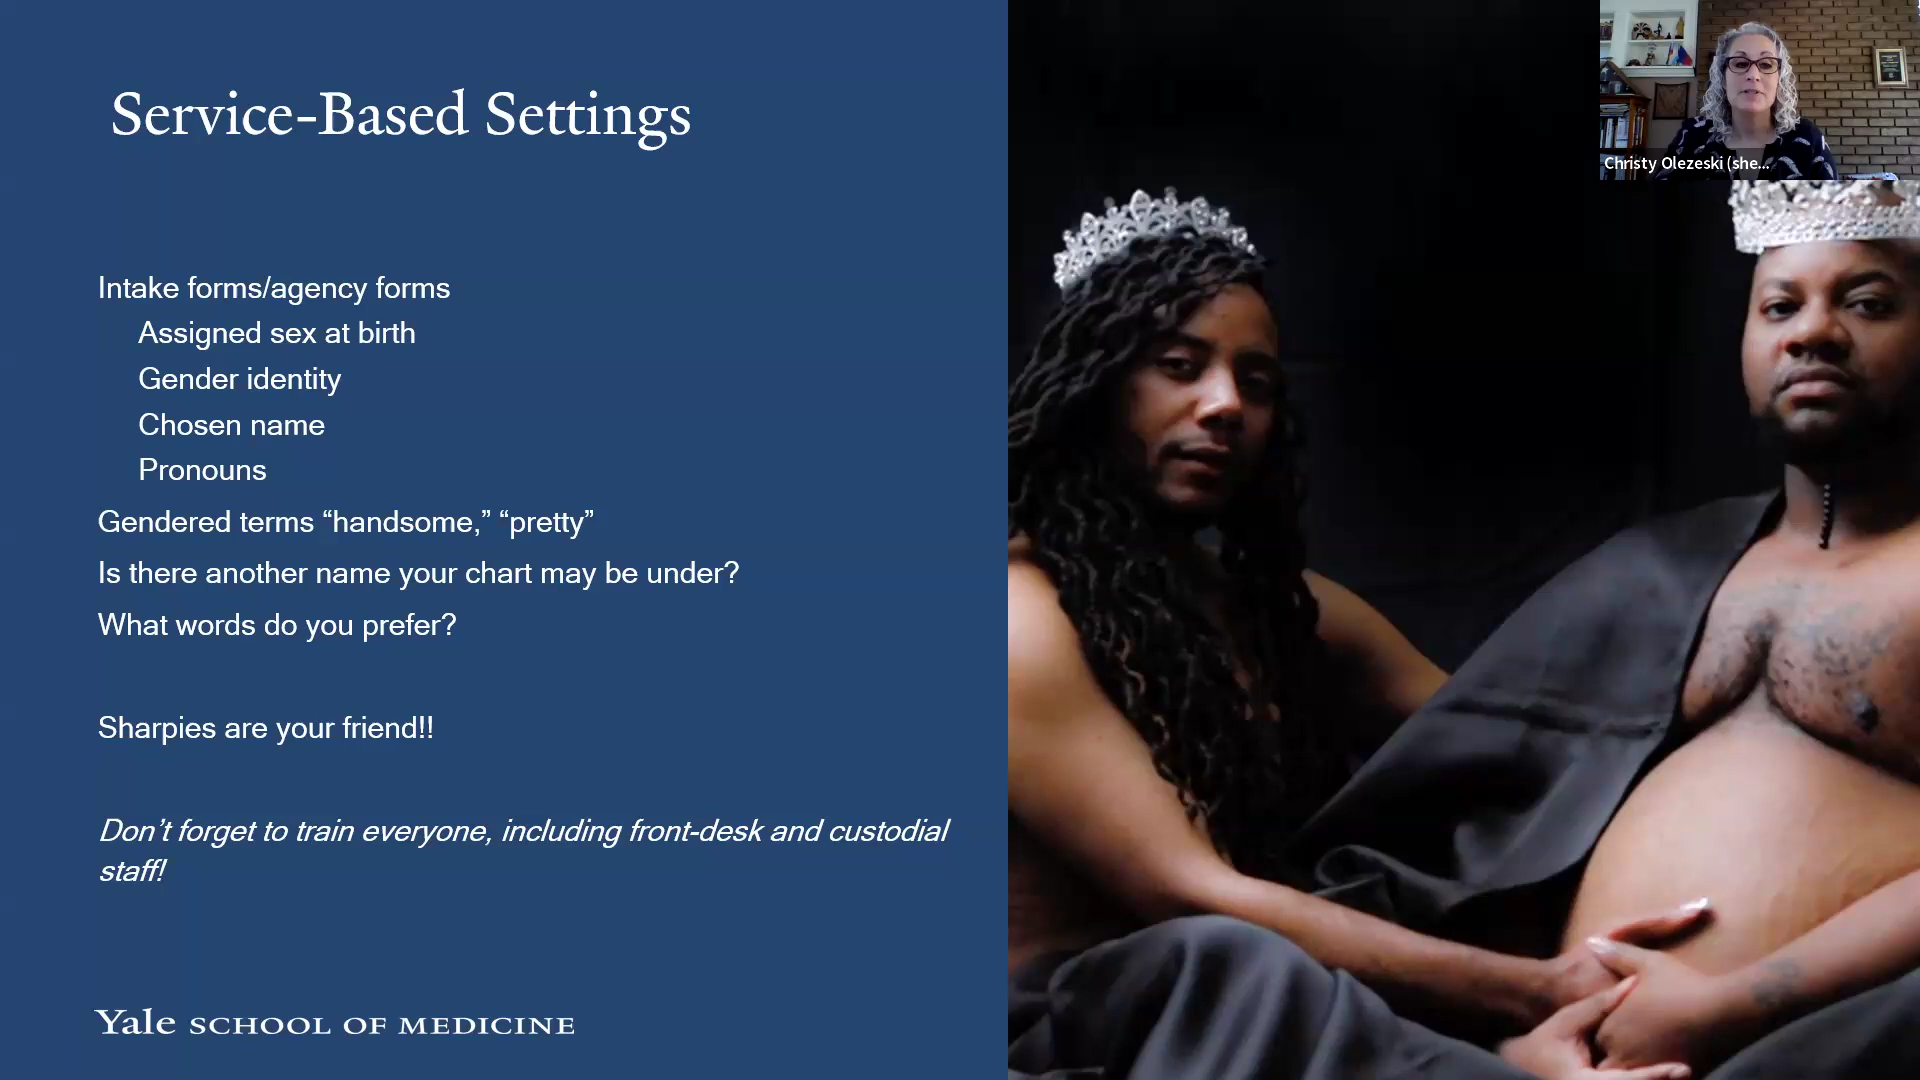 Service-Based Settings
Intake forms/agency forms
Assigned sex at birth
Gender identity
Chosen name
Pronouns
Gendered terms “handsome,” “pretty”
Is there another name your chart may be under?
What words do you prefer?
Sharpies are your friend!!
Don’t forget to train everyone, including front-desk and custodial
staff!
Yale SCHOOL OF MEDICINE
Christy Olezeski (she...